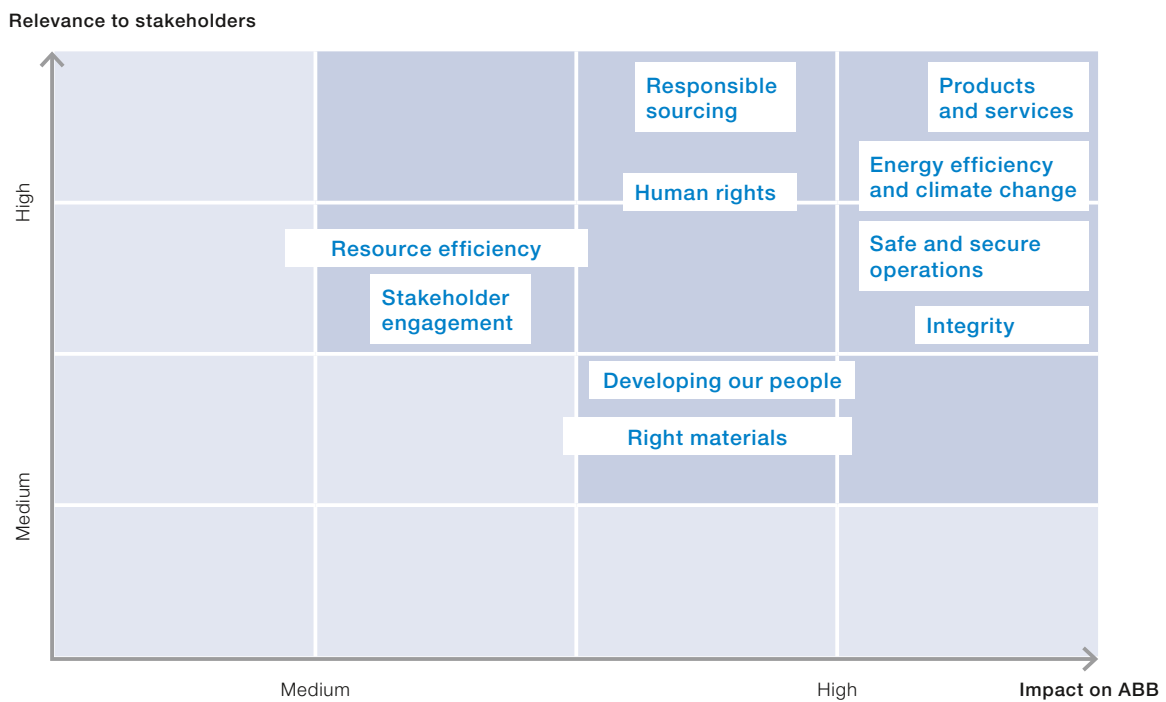 Relevance to stakeholders
Responsible
sourcing
Products
and services
Energy efficiency
and climate change
Human rights
High
Resource efficiency
Safe and secure
operations
Stakeholder
engagement
Integrity
Developing our people
Right materials
Medium
Medium
High
Impact on ABB